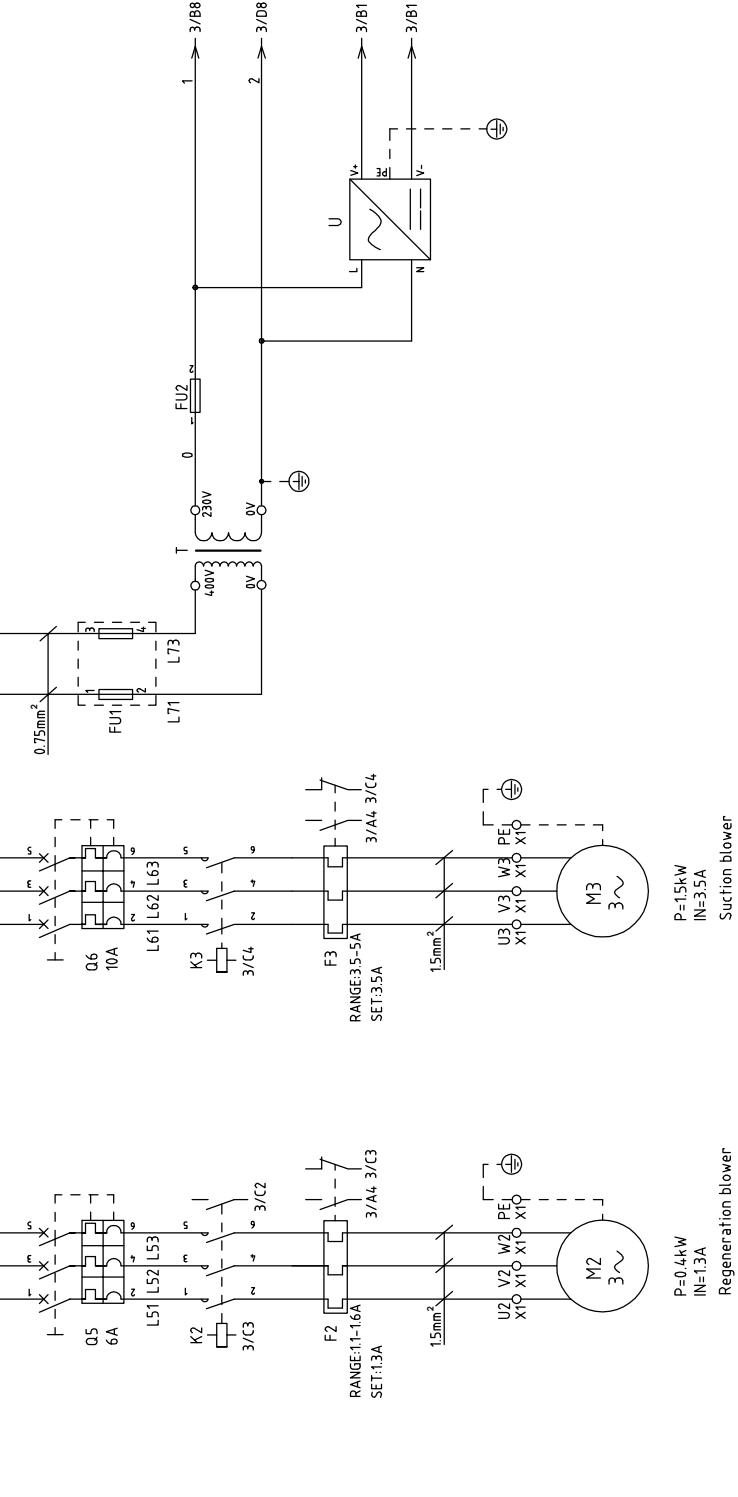 3/B8
3/D8
3/B1
3/B1
1
2
V+
PE
V-
U
L
N
2
FU2
1
0
230V
0V
T
400V
0V
3
4
L73
1
2
FU1
L71
0.75mm²
5
6
L63
3
4
L62
1
2
L61
Q6
10A
5
6
3
4
1
2
K3
3/C4
3/A4 3/C4
F3
RANGE:3.5-5A
SET:3.5A
1.5mm²
PE X1
W3 X1
V3 X1
U3 X1
M3
3~
P=1.5kW
IN=3.5A
Suction blower
5
6
L53
3
4
L52
1
2
L51
Q5
6A
3/C2
5
6
3
4
1
2
K2
3/C3
3/A4 3/C3
F2
RANGE:1.1-1.6A
SET:1.3A
1.5mm²
PE X1
W2 X1
V2 X1
U2 X1
M2
3~
P=0.4kW
IN=1.3A
Regeneration blower